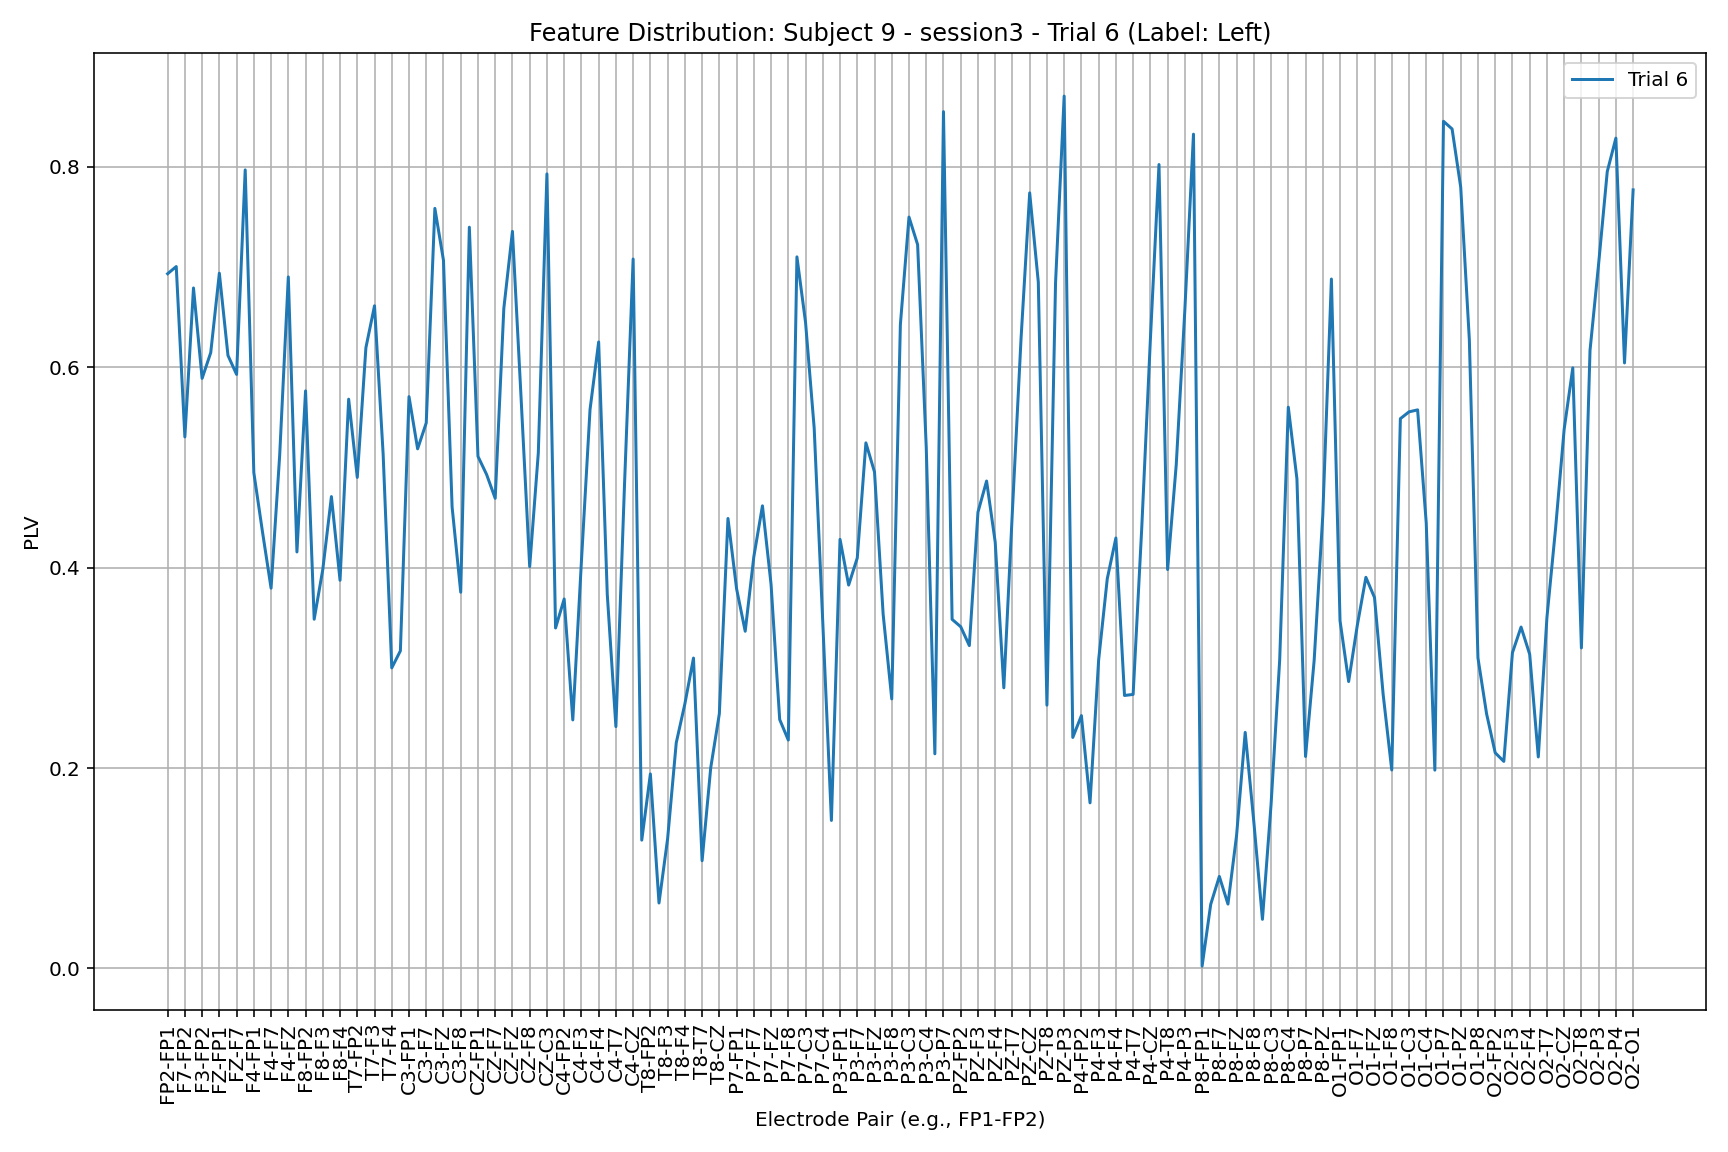 Feature Distribution: Subject 9 - session3 - Trial 6 (Label: Left)
Trial 6
PLV
0.8
0.6
0.4
0.2
0.0
FP2-FP1
F7-FP2
F3-FP2
FZ-FP1
FZ-F7
F4-FP1
F4-F7
F4-FZ
F8-FP2
F8-F3
F8-F4
T7-FP2
T7-F3
T7-F4
C3-FP1
C3-F7
C3-FZ
C3-F8
CZ-FP1
CZ-F7
CZ-FZ
CZ-F8
CZ-C3
C4-FP2
C4-F3
C4-F4
C4-T7
C4-CZ
T8-FP2
T8-F3
T8-F4
T8-T7
T8-CZ
P7-FP1
P7-F7
P7-FZ
P7-F8
P7-C3
P7-C4
P3-FP1
P3-F7
P3-FZ
P3-F8
P3-C3
P3-C4
P3-P7
PZ-FP2
PZ-F3
PZ-F4
PZ-T7
PZ-CZ
PZ-T8
PZ-P3
P4-FP2
P4-F3
P4-F4
P4-T7
P4-CZ
P4-T8
P4-P3
P8-FP1
P8-F7
P8-FZ
P8-F8
P8-C3
P8-C4
P8-P7
P8-PZ
O1-FP1
O1-F7
O1-FZ
O1-F8
O1-C3
O1-C4
O1-P7
O1-PZ
O1-P8
O2-FP2
O2-F3
O2-F4
O2-T7
O2-CZ
O2-T8
O2-P3
O2-P4
O2-O1
Electrode Pair (e.g., FP1-FP2)